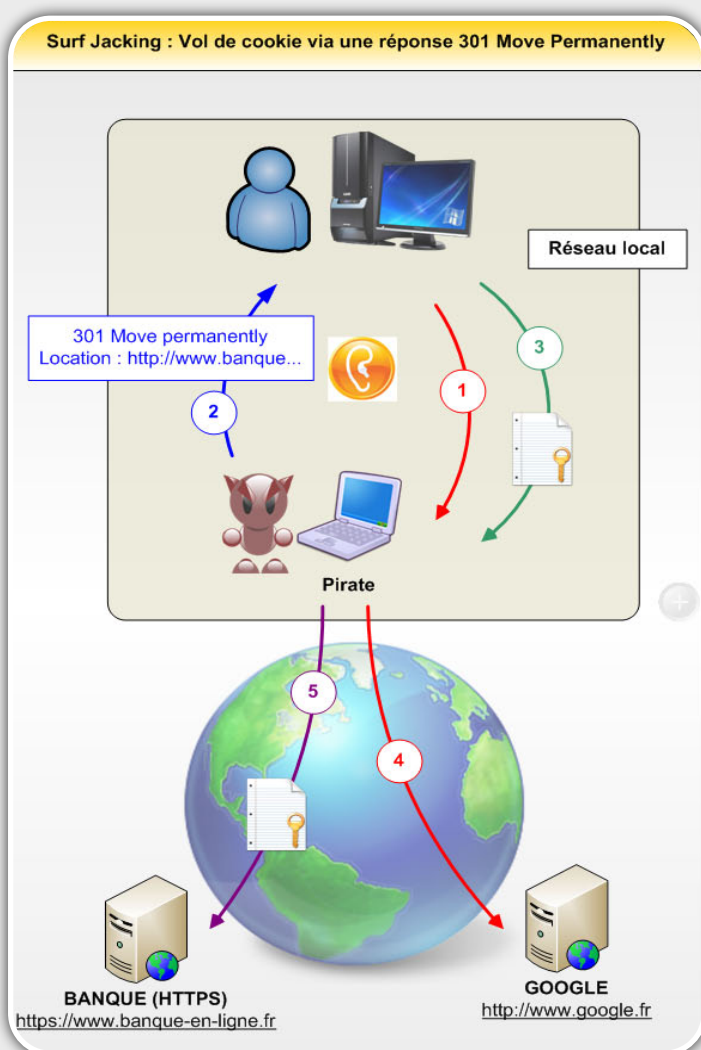 Surf Jacking : Vol de cookie via une réponse 301 Move Permanently
Réseau local
301 Move permanently
Location : http://www.banque...
3
1
2
Pirate
5
4
BANQUE (HTTPS)
https://www.banque-en-ligne.fr
GOOGLE
http://www.google.fr